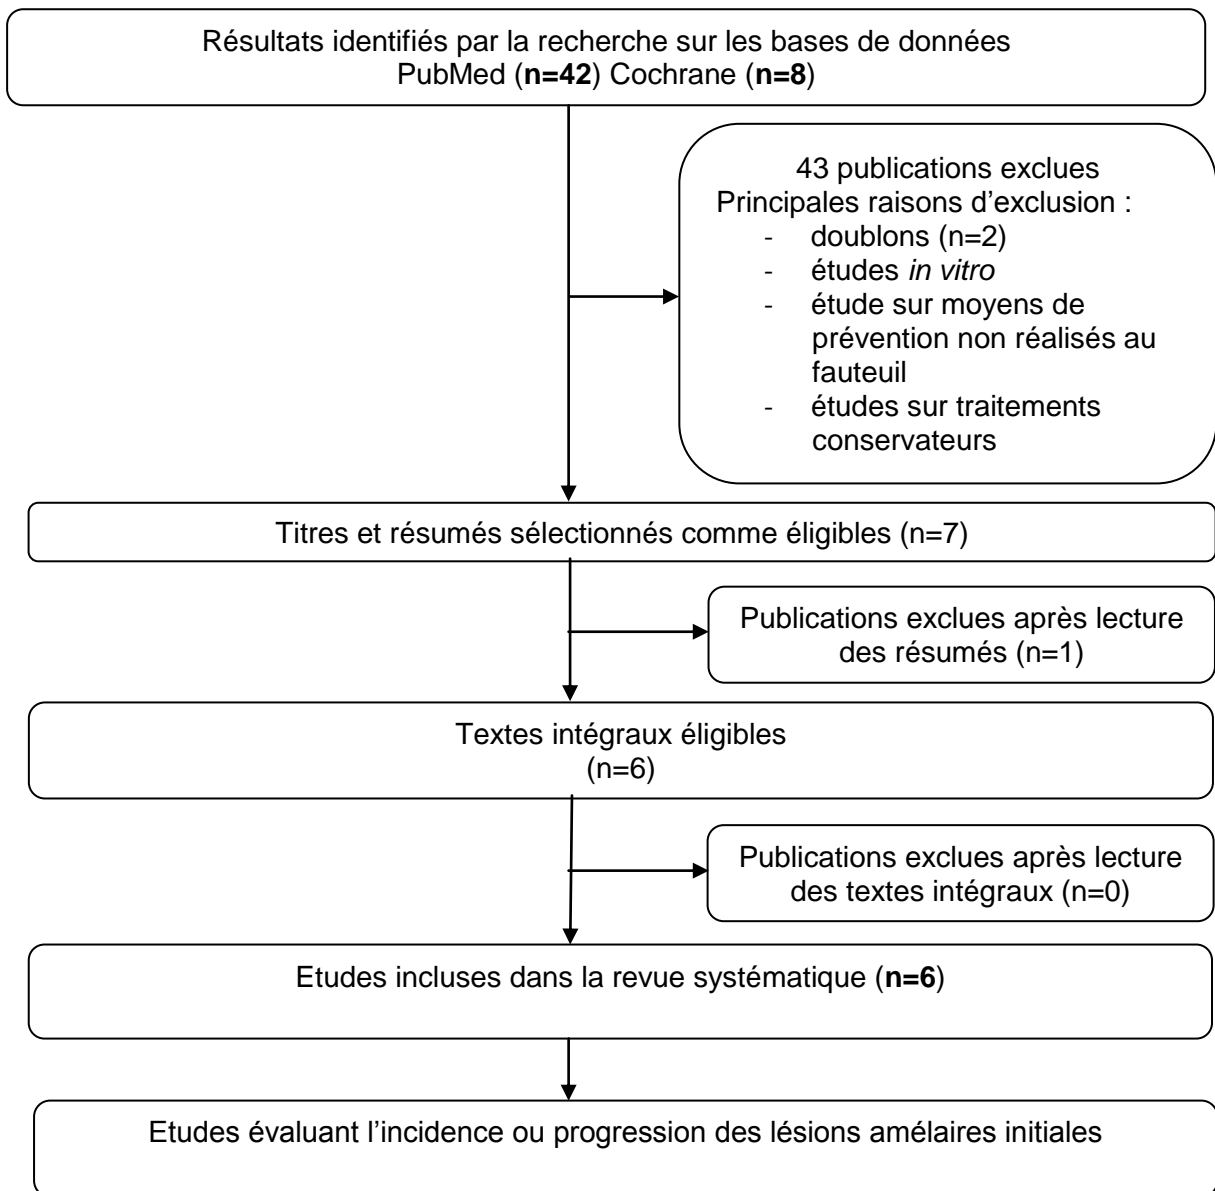 Résultats identifiés par la recherche sur les bases de données
PubMed (n=42) Cochrane (n=8)
43 publications exclues
Principales raisons d’exclusion :
- doublons (n=2)
- études in vitro
- étude sur moyens de
prévention non réalisés au
fauteuil
- études sur traitements
conservateurs
Titres et résumés sélectionnés comme éligibles (n=7)
Publications exclues après lecture
des résumés (n=1)
Textes intégraux éligibles
(n=6)
Publications exclues après lecture
des textes intégraux (n=0)
Etudes incluses dans la revue systématique (n=6)
Etudes évaluant l’incidence ou progression des lésions amélaires initiales